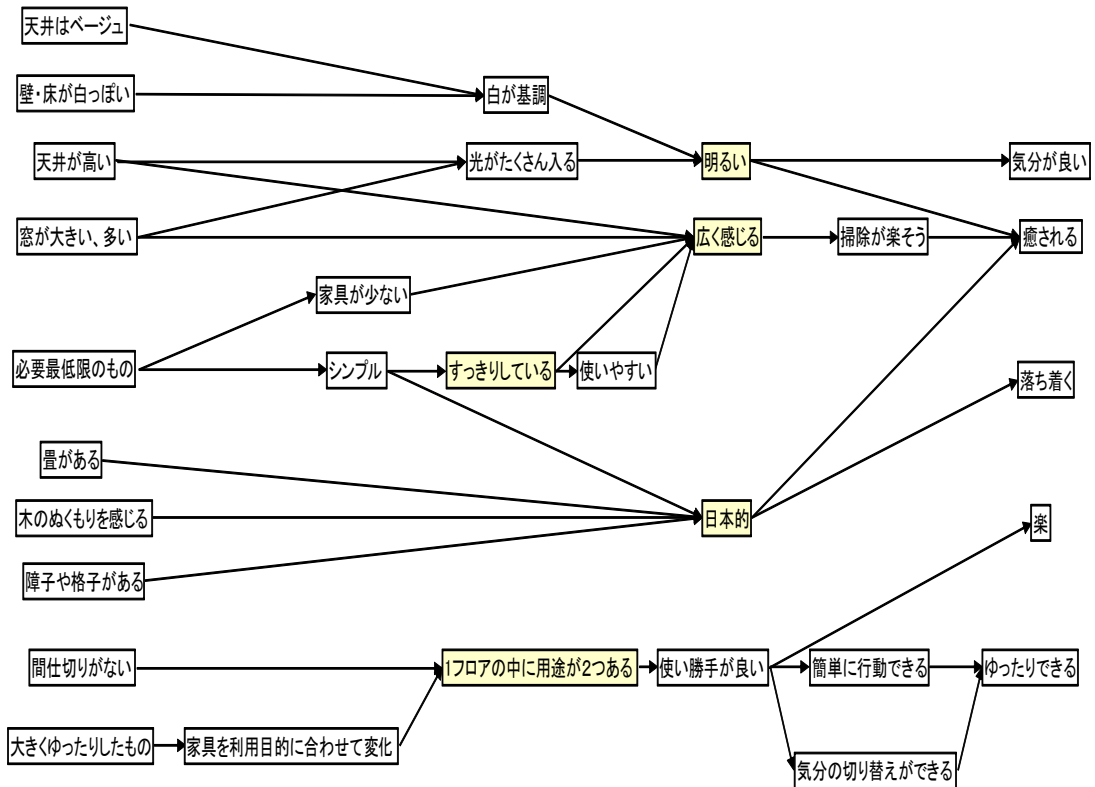 天井はベージュ
壁・床が白っぽい
白が基調
天井が高い
光がたくさん入る
明るい
気分が良い
窓が大きい、多い
広く感じる
掃除が楽そう
癒される
家具が少ない
必要最低限のもの
シンプル
すっきりしている
使いやすい
落ち着く
畳がある
木のぬくもりを感じる
日本的
楽
障子や格子がある
間仕切りがない
1フロアの中に用途が2つある
使い勝手が良い
簡単に行動できる
ゆったりできる
大きくゆったりしたもの
家具を利用目的に合わせて変化
気分の切り替えができる